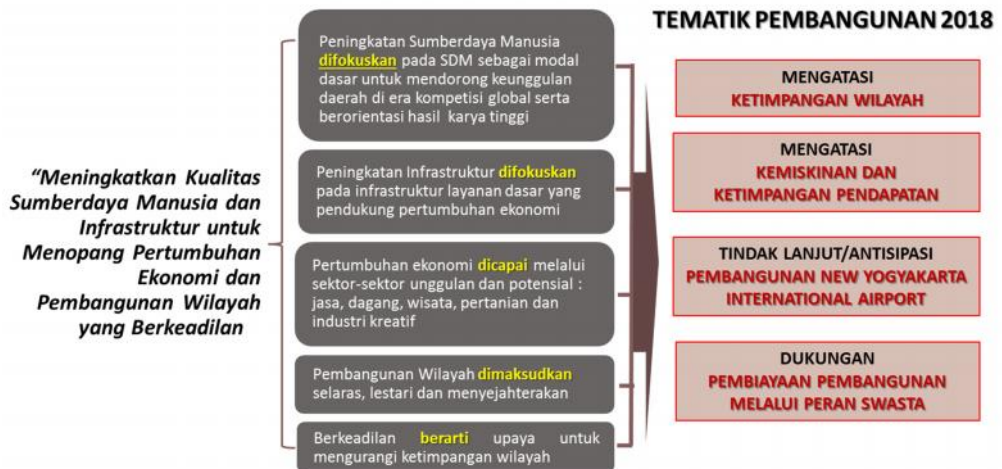 "Meningkatkan Kualitas
Sumberdaya Manusia dan
Infrastruktur untuk
Menopang Pertumbuhan
Ekonomi dan
Pembangunan Wilayah
yang Berkeadilan
Peningkatan Sumberdaya Manusia
difokuskan pada SDM sebagai modal
dasar untuk mendorong keunggulan
daerah di era kompetisi global serta
berorientasi hasil karya tinggi
Peningkatan Infrastruktur difokuskan
pada infrastruktur layanan dasar yang
pendukung pertumbuhan ekonomi
Pertumbuhan ekonomi dicapai melalui
sektor-sektor unggulan dan potensial :
jasa, dagang, wisata, pertanian dan
industri kreatif
Pembangunan Wilayah dimaksudkan
selaras, lestari dan menyejahterakan
Berkeadilan berarti upaya untuk
mengurangi ketimpangan wilayah
TEMATIK PEMBANGUNAN 2018
MENGATASI
KETIMPANGAN WILAYAH
MENGATASI
KEMISKINAN DAN
KETIMPANGAN PENDAPATAN
TINDAK LANJUT/ANTISIPASI
PEMBANGUNAN NEW YOGYAKARTA
INTERNATIONAL AIRPORT
DUKUNGAN
PEMBIAYAAN PEMBANGUNAN
MELALUI PERAN SWASTA